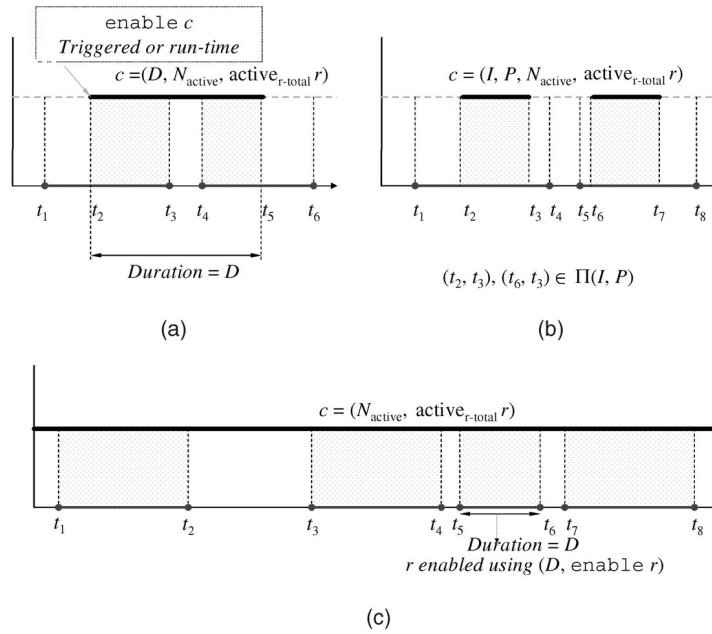 enable c
Triggered or run-time
c =(D, N_active, active_r-total r)
t_1 t_2 t_3 t_4 t_5 t_6
Duration = D
(a)
c = (I, P, N_active, active_r-total r)
t_1 t_2 t_3 t_4 t_5 t_6 t_7 t_8
(t_2, t_3), (t_6, t_3) ∈ Π(I, P)
(b)
c = (N_active, active_r-total r)
t_1 t_2 t_3 t_4 t_5 t_6 t_7 t_8
Duration = D
r enabled using (D, enable r)
(c)